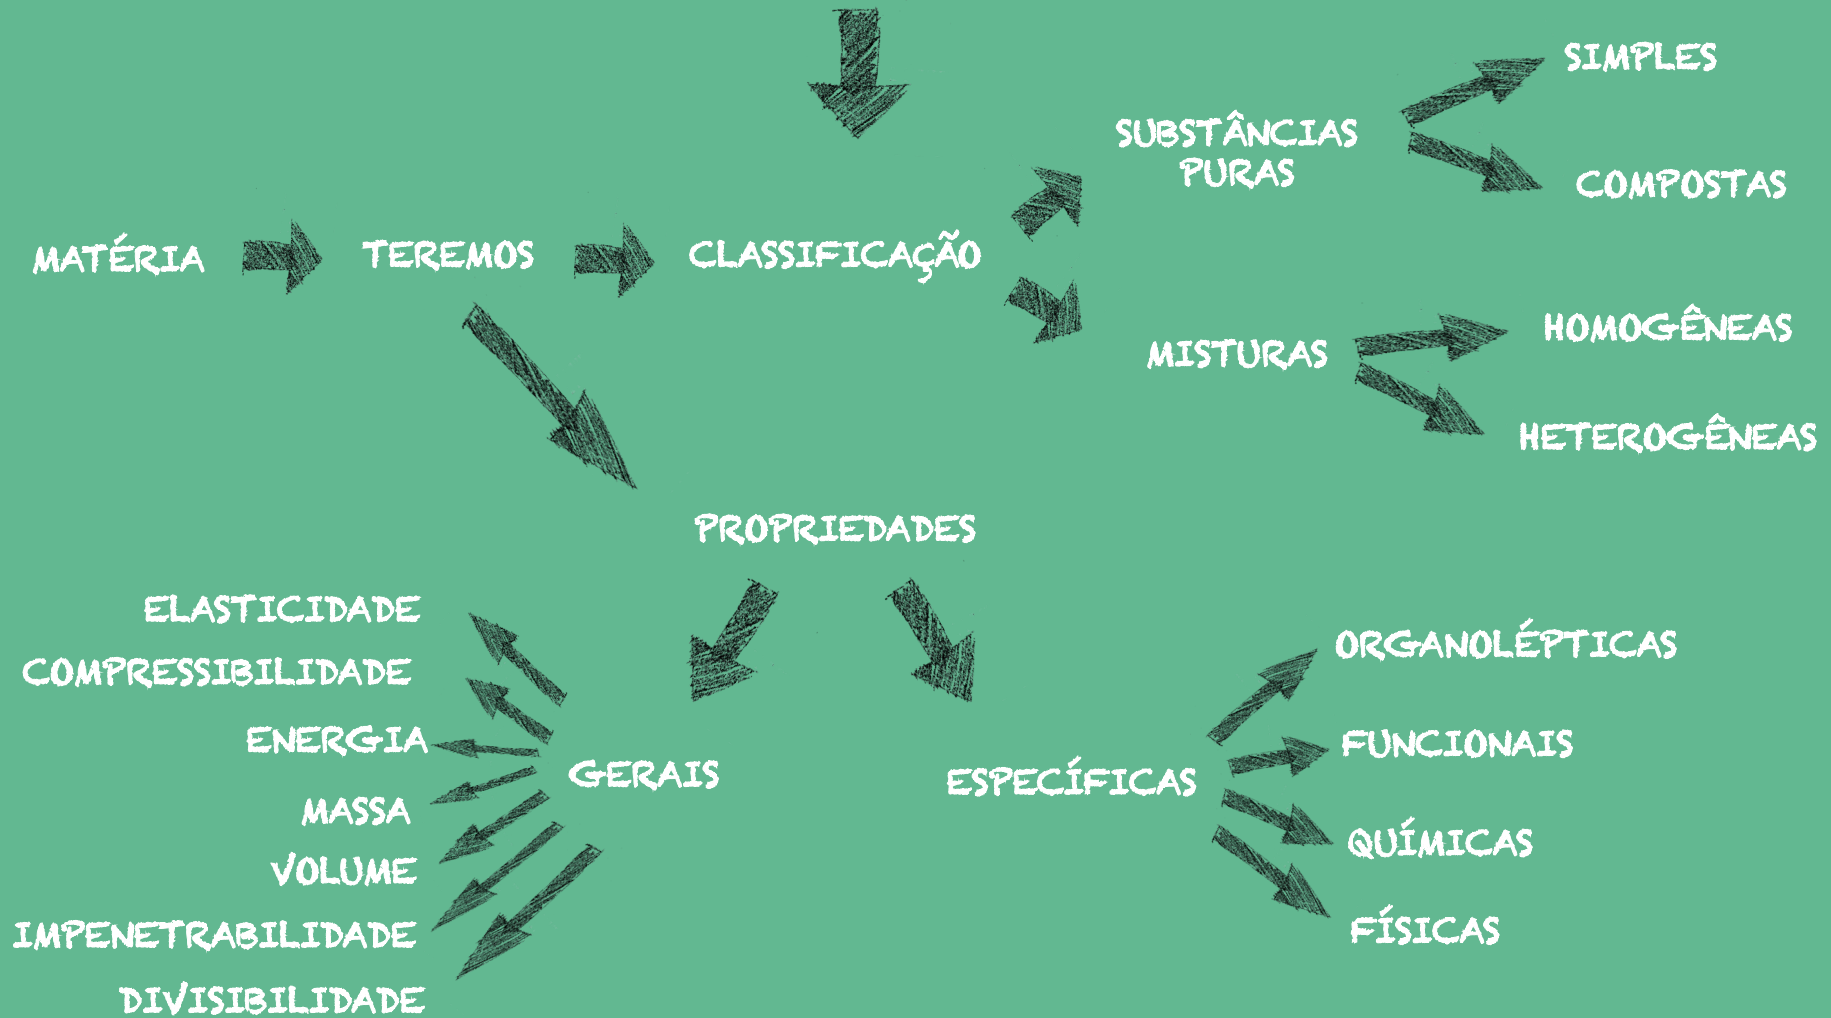 SIMPLES
SUBSTÂNCIAS
PURAS
COMPOSTAS
MATÉRIA
TEREMOS
CLASSIFICAÇÃO
MISTURAS
HOMOGÊNEAS
HETEROGÊNEAS
PROPRIEDADES
GERAIS
ELASTICIDADE
COMPRESSIBILIDADE
ENERGIA
MASSA
VOLUME
IMPENETRABILIDADE
DIVISIBILIDADE
ESPECÍFICAS
ORGANOLÉPTICAS
FUNCIONAIS
QUÍMICAS
FÍSICAS